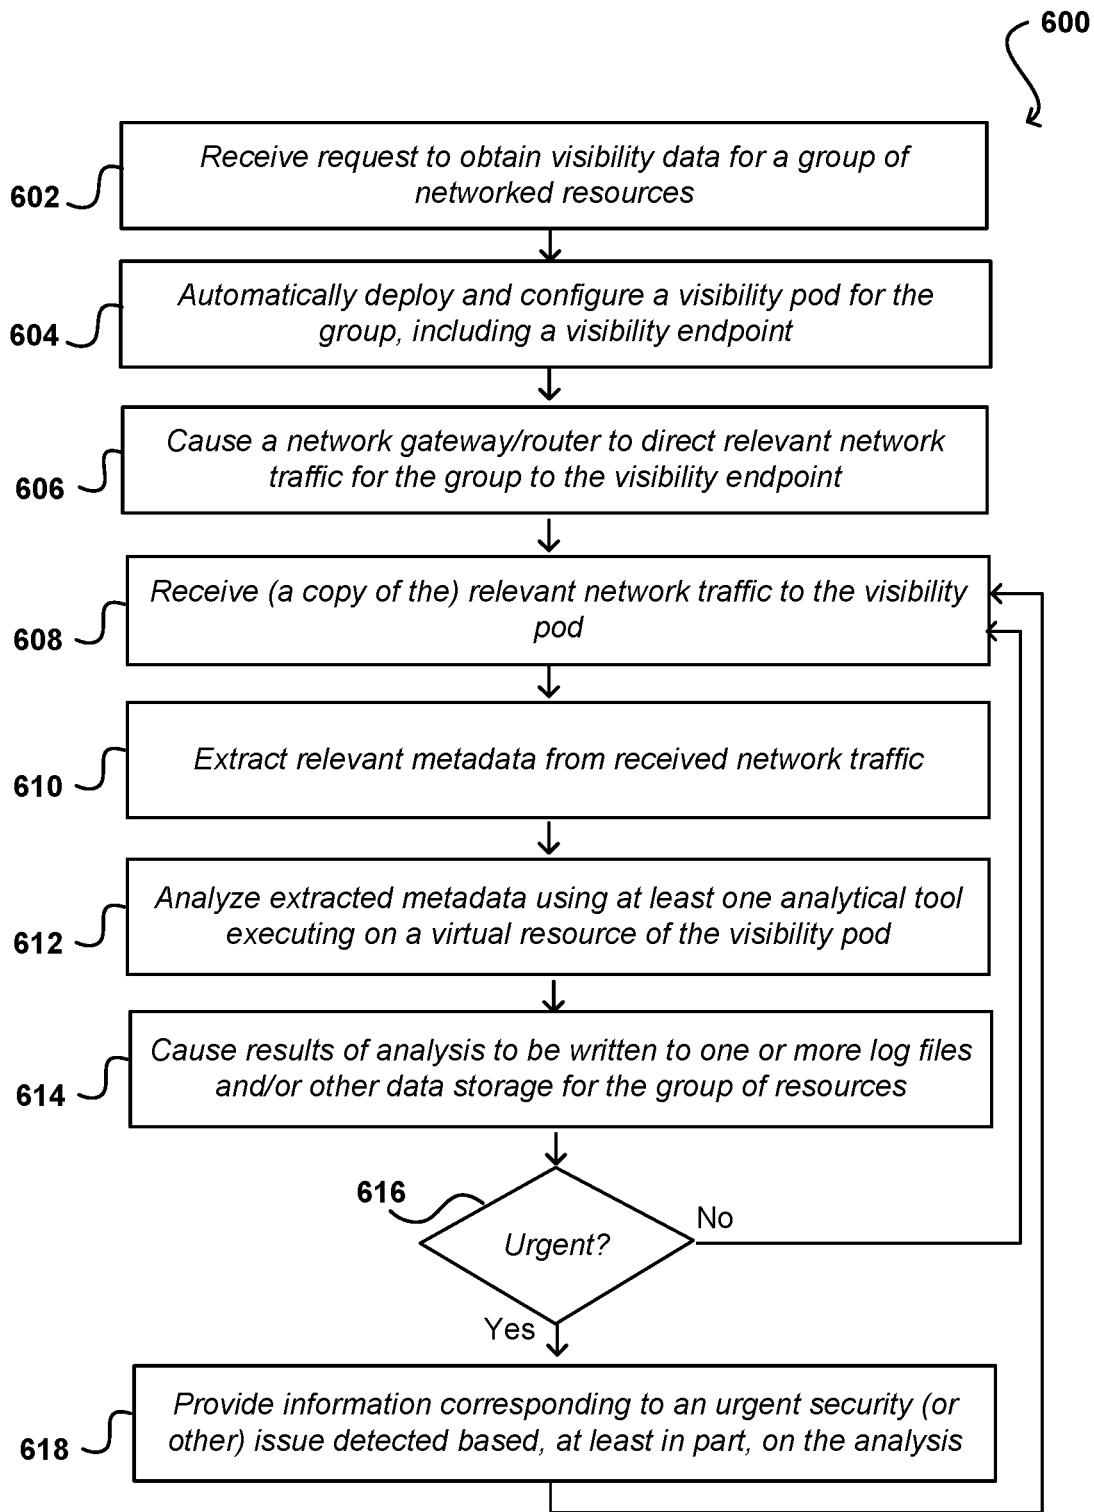 600
Receive request to obtain visibility data for a group of
networked resources
602
Automatically deploy and configure a visibility pod for the
group, including a visibility endpoint
604
Cause a network gateway/router to direct relevant network
traffic for the group to the visibility endpoint
606
Receive (a copy of the) relevant network traffic to the visibility
pod
608
Extract relevant metadata from received network traffic
610
Analyze extracted metadata using at least one analytical tool
executing on a virtual resource of the visibility pod
612
Cause results of analysis to be written to one or more log files
and/or other data storage for the group of resources
614
616
Urgent?
No
Yes
Provide information corresponding to an urgent security (or
other) issue detected based, at least in part, on the analysis
618